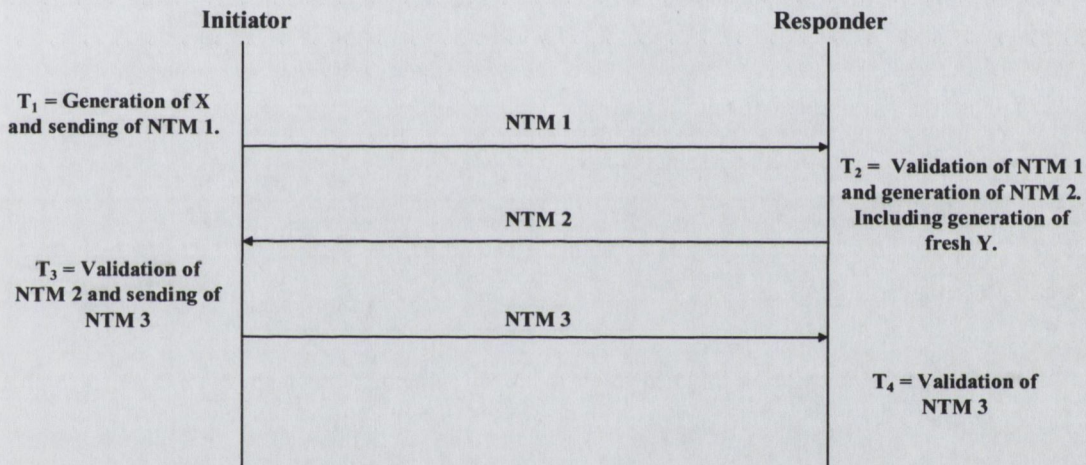 Initiator
Responder
T₁ = Generation of X
and sending of NTM 1.
NTM 1
T₂ = Validation of NTM 1
and generation of NTM 2.
Including generation of
fresh Y.
NTM 2
T₃ = Validation of
NTM 2 and sending of
NTM 3
NTM 3
T₄ = Validation of
NTM 3